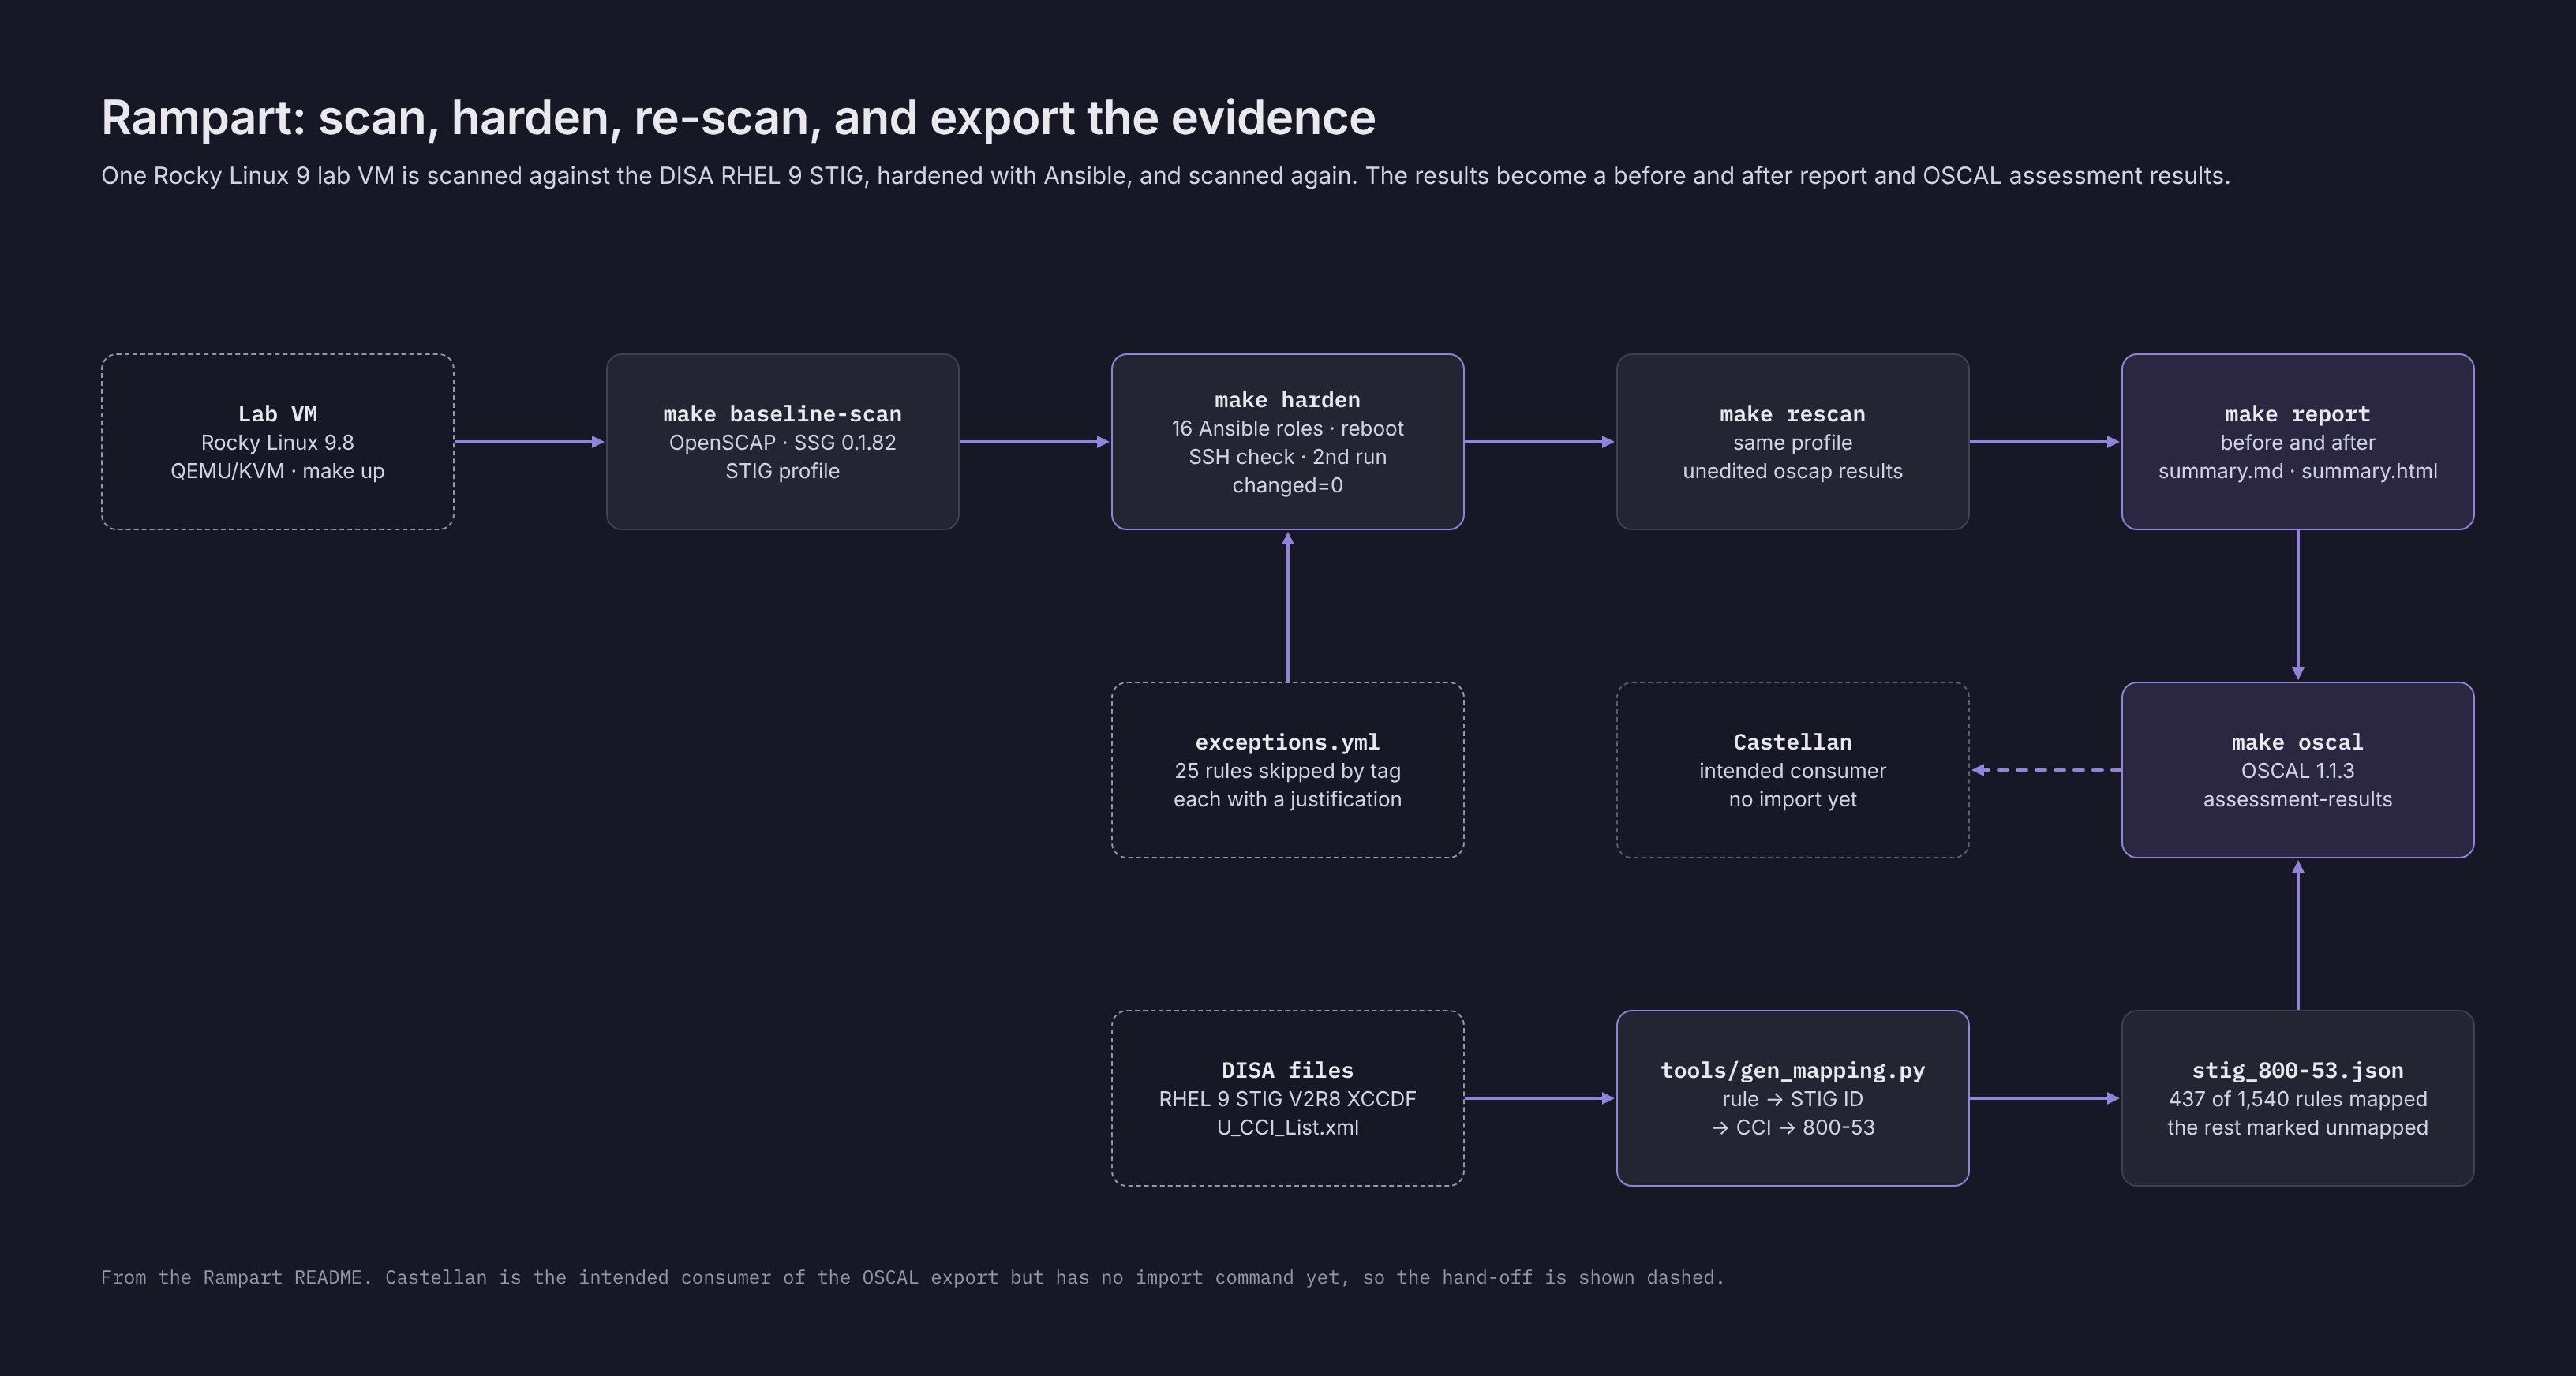 Rampart: scan, harden, re-scan, and export the evidence
One Rocky Linux 9 lab VM is scanned against the DISA RHEL 9 STIG, hardened with Ansible, and scanned again. The results become a before and after report and OSCAL assessment results.
Lab VM
Rocky Linux 9.8
QEMU/KVM · make up
make baseline-scan
OpenSCAP · SSG 0.1.82
STIG profile
make harden
16 Ansible roles · reboot
SSH check · 2nd run
changed=0
make rescan
same profile
unedited oscap results
make report
before and after
summary.md · summary.html
exceptions.yml
25 rules skipped by tag
each with a justification
Castellan
intended consumer
no import yet
make oscal
OSCAL 1.1.3
assessment-results
DISA files
RHEL 9 STIG V2R8 XCCDF
U_CCI_List.xml
tools/gen_mapping.py
rule → STIG ID
→ CCI → 800-53
stig_800-53.json
437 of 1,540 rules mapped
the rest marked unmapped
From the Rampart README. Castellan is the intended consumer of the OSCAL export but has no import command yet, so the hand-off is shown dashed.